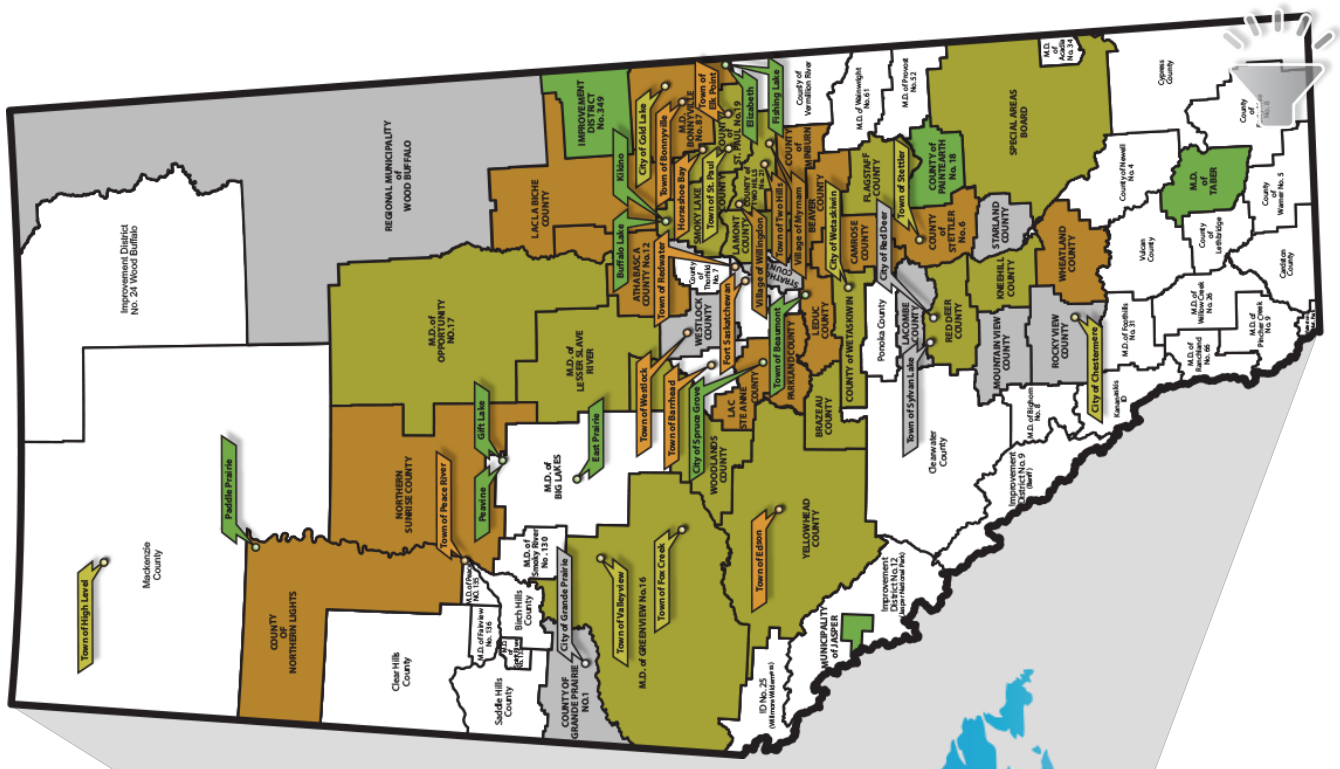 Improvement District
No. 24 Wood Buffalo
REGIONAL MUNICIPALITY
of
WOOD BUFFALO
Mackenzie
County
Town of High Level
Paddle Prairie
COUNTY
OF
NORTHERN LIGHTS
NORTHERN
SUNRISE COUNTY
M.D. of
OPPORTUNITY
NO.17
LAC LA BICHE
COUNTY
IMPROVEMENT
DISTRICT
No.349
Clear Hills
County
Saddle Hills
County
M.D. of Fairview
No. 136
Birch Hills
County
M.D. of
Smoky River
No. 130
Town of Peace River
Peavine
Gift Lake
M.D. of
BIG LAKES
East Prairie
M.D. of
LESSER SLAVE
RIVER
COUNTY OF
GRANDE PRAIRIE
NO.1
City of Grande Prairie
Town of Valleyview
M.D. of GREENVIEW No.16
Town of Fox Creek
Buffalo Lake
Kikino
City of Cold Lake
Town of Bonnyville
M.D. of
BONNYVILLE
No. 87
Town of
Elk Point
Horseshoe Bay
Town of St. Paul
ST. PAUL No.19
Elizabeth
Fishing Lake
ATHABASCA
COUNTY No.12
Town of Redwater
SMOKY LAKE
COUNTY
LAMONT
COUNTY
COUNTY of
TWO HILLS
No.21
Village of Willingdon
Town of Two Hills
Village of Myrnam
County
of
Thorhild
No. 7
WESTLOCK
COUNTY
Town of Westlock
Town of Barrhead
Fort Saskatchewan
City of Spruce Grove
Town of Beaumont
LAC
STE ANNE
COUNTY
PARKLAND COUNTY
LEDUC
COUNTY
WOODLANDS
COUNTY
YELLOWHEAD
COUNTY
Town of Edson
BRAZEAU
COUNTY
COUNTY OF WETASKIWIN
City of Wetaskiwin
BEAVER
COUNTY
COUNTY
of
MINBURN
County of
Vermillion River
M.D. of Wainwright
No. 61
M.D. of Provost
No. 52
CAMROSE
COUNTY
FLAGSTAFF
COUNTY
City of Red Deer
Town of Stettler
COUNTY of
PAINTEARTH
No. 18
COUNTY
of
STETTLER
No. 6
SPECIAL AREAS
BOARD
M.D.
of
Acadia
No. 34
Ponoka County
LACOMBE
COUNTY
Town of Sylvan Lake
RED DEER
COUNTY
Clearwater
County
ID No. 25
(Willmore Wilderness)
MUNICIPALITY
of JASPER
Improvement
District No.12
(Jasper National Park)
Improvement
District No. 9
(Banff)
MOUNTAIN VIEW
COUNTY
KNEEHILL
COUNTY
STARLAND
COUNTY
WHEATLAND
COUNTY
ROCKY VIEW
COUNTY
City of Chestermere
M.D. of Bighorn
No. 8
Kananaskis
ID
M.D. of Foothills
No. 31
Vulcan
County
County of Newell
No. 4
Cypress
County
M.D.
of
TABER
County
of
Lethbridge
County
of
Warner No. 5
Cardston
County
M.D. of
Willow Creek
No. 26
M.D. of
Ranchland
No. 66
M.D. of
Pincher Creek
No. 9
County
of